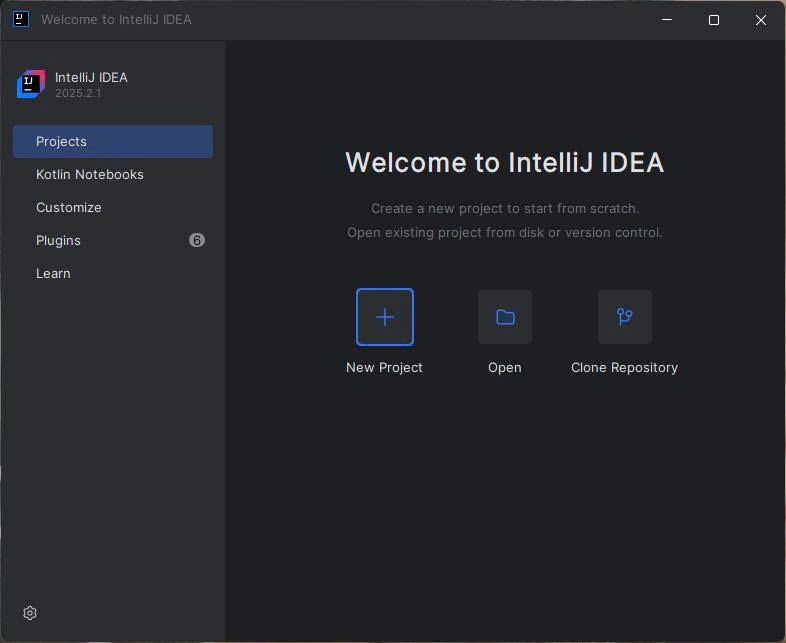 Welcome to IntelliJ IDEA
IntelliJ IDEA
2025.2.1
Projects
Kotlin Notebooks
Customize
Plugins 6
Learn
Welcome to IntelliJ IDEA
Create a new project to start from scratch.
Open existing project from disk or version control.
New Project Open Clone Repository